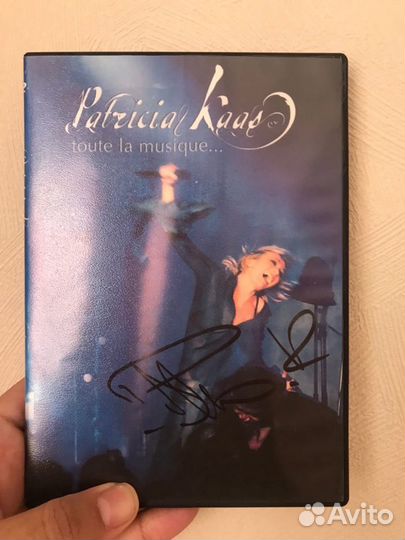 Patricia Kaas
toute la musique...
Avito